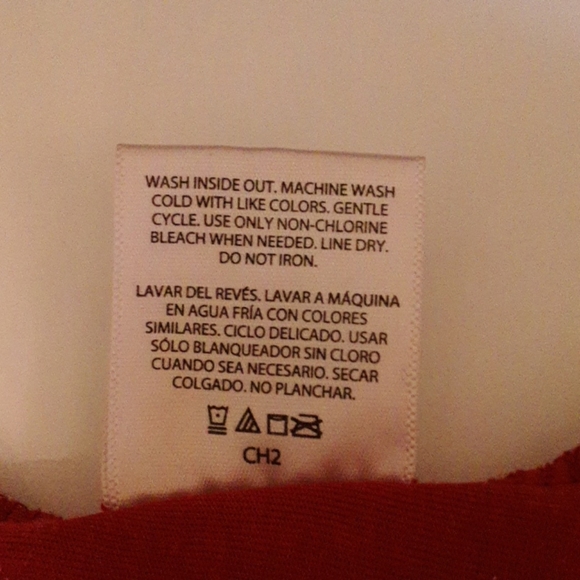 WASH INSIDE OUT. MACHINE WASH
COLD WITH LIKE COLORS. GENTLE
CYCLE. USE ONLY NON-CHLORINE
BLEACH WHEN NEEDED. LINE DRY.
DO NOT IRON.
LAVAR DEL REVÉS. LAVAR A MÁQUINA
EN AGUA FRÍA CON COLORES
SIMILARES. CICLO DELICADO. USAR
SÓLO BLANQUEADOR SIN CLORO
CUANDO SEA NECESARIO. SECAR
COLGADO. NO PLANCHAR.
CH2